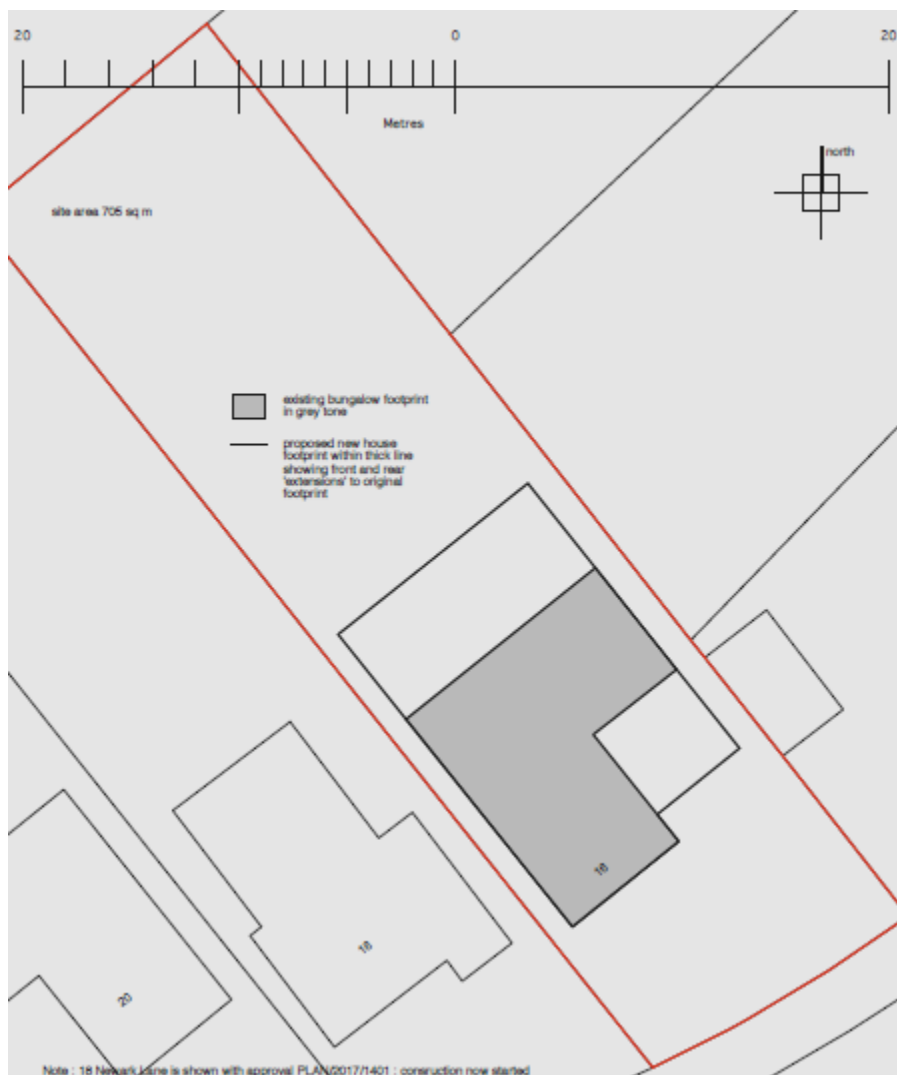 20 0 20
Metres
north
site area 705 sq m
existing bungalow footprint
in grey tone
proposed new house
footprint within thick line
showing front and rear
'extensions' to original
footprint
16
18
20
Note : 18 Newark Lane is shown with approval PLAN/2017/1401 : consruction now started